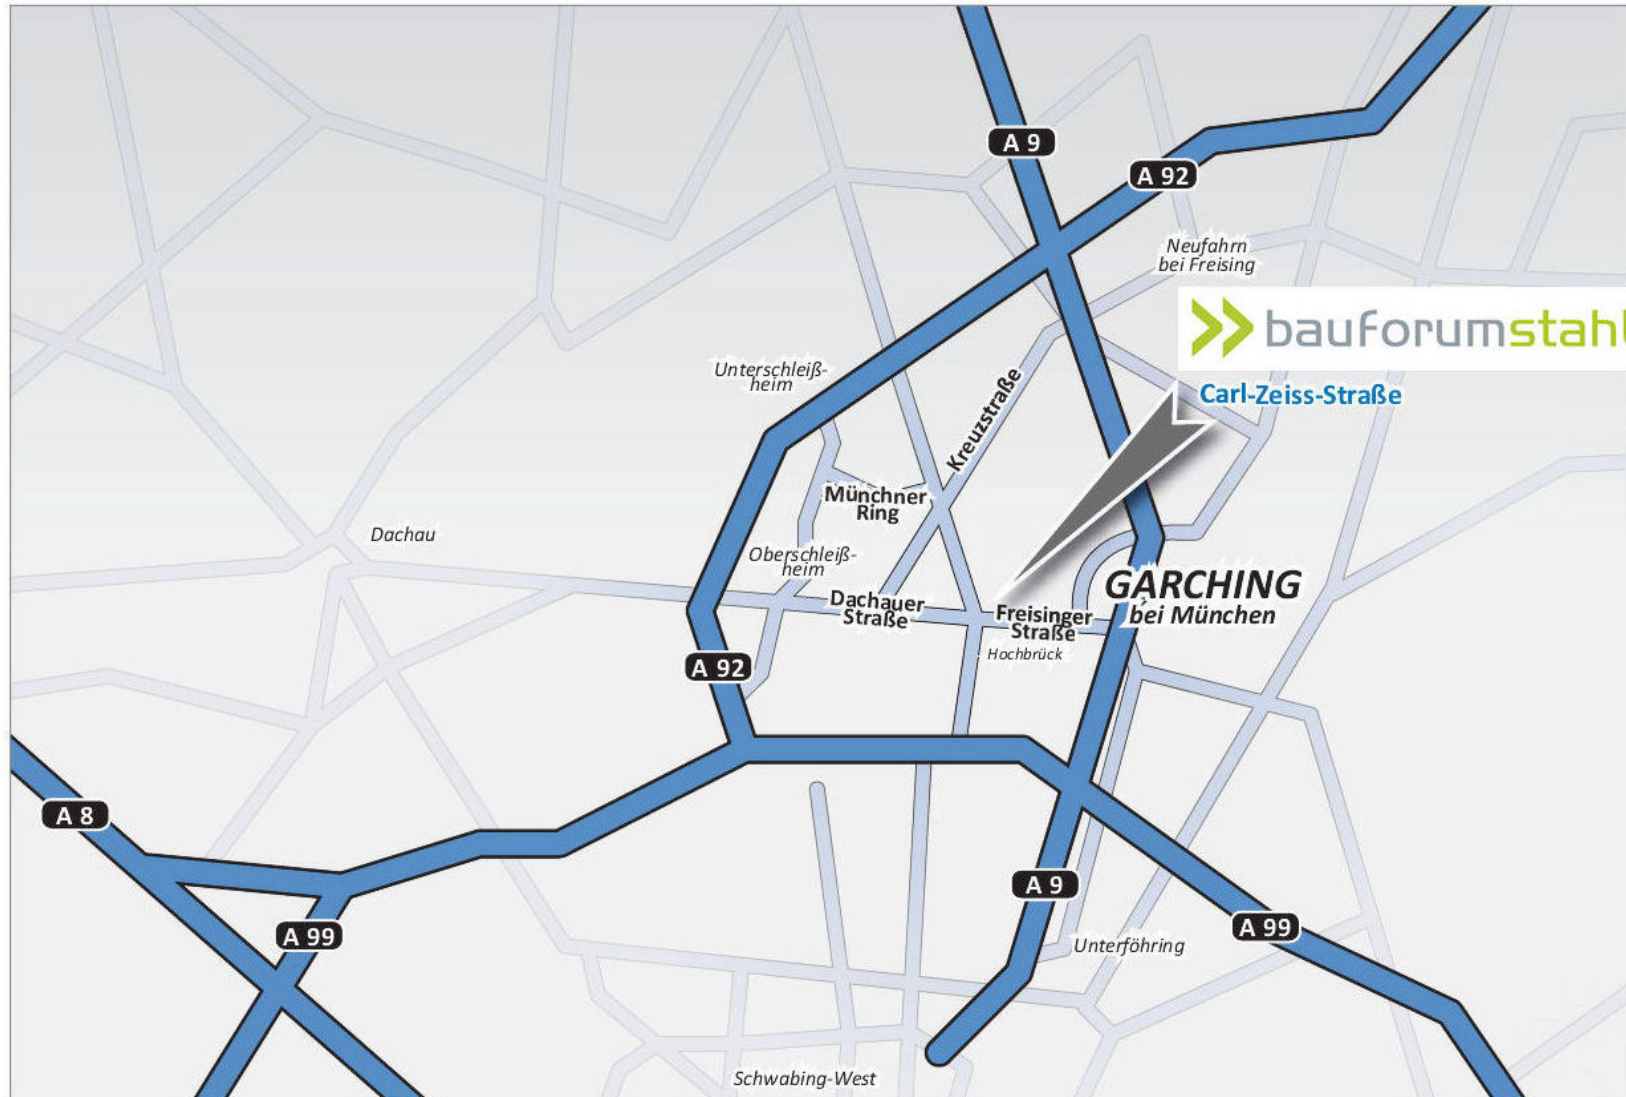 A 9
A 92
Neufahrn
bei Freising
bauforumstahl
Carl-Zeiss-Straße
Unterschleiß-
heim
Kreuzstraße
Münchner
Ring
Dachau
Oberschleiß-
heim
Dachauer
Straße
Freisinger
Straße
Hochbrück
GARCHING
bei München
A 92
A 8
A 9
A 99
A 99
Unterföhring
Schwabing-West